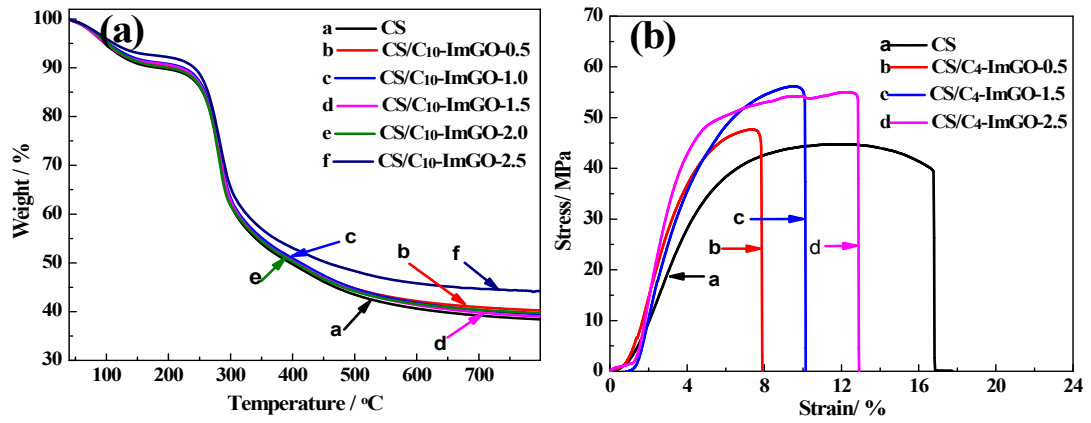 (a)
a CS
b CS/C₁₀-ImGO-0.5
c CS/C₁₀-ImGO-1.0
d CS/C₁₀-ImGO-1.5
e CS/C₁₀-ImGO-2.0
f CS/C₁₀-ImGO-2.5
100
90
80
70
60
50
40
30
Weight / %
c
e
b
f
a
d
100 200 300 400 500 600 700
Temperature / °C
(b)
a CS
b CS/C₄-ImGO-0.5
c CS/C₄-ImGO-1.5
d CS/C₄-ImGO-2.5
70
60
50
40
30
20
10
0
Stress/ MPa
c
b
d
a
0 4 8 12 16 20 24
Strain/ %